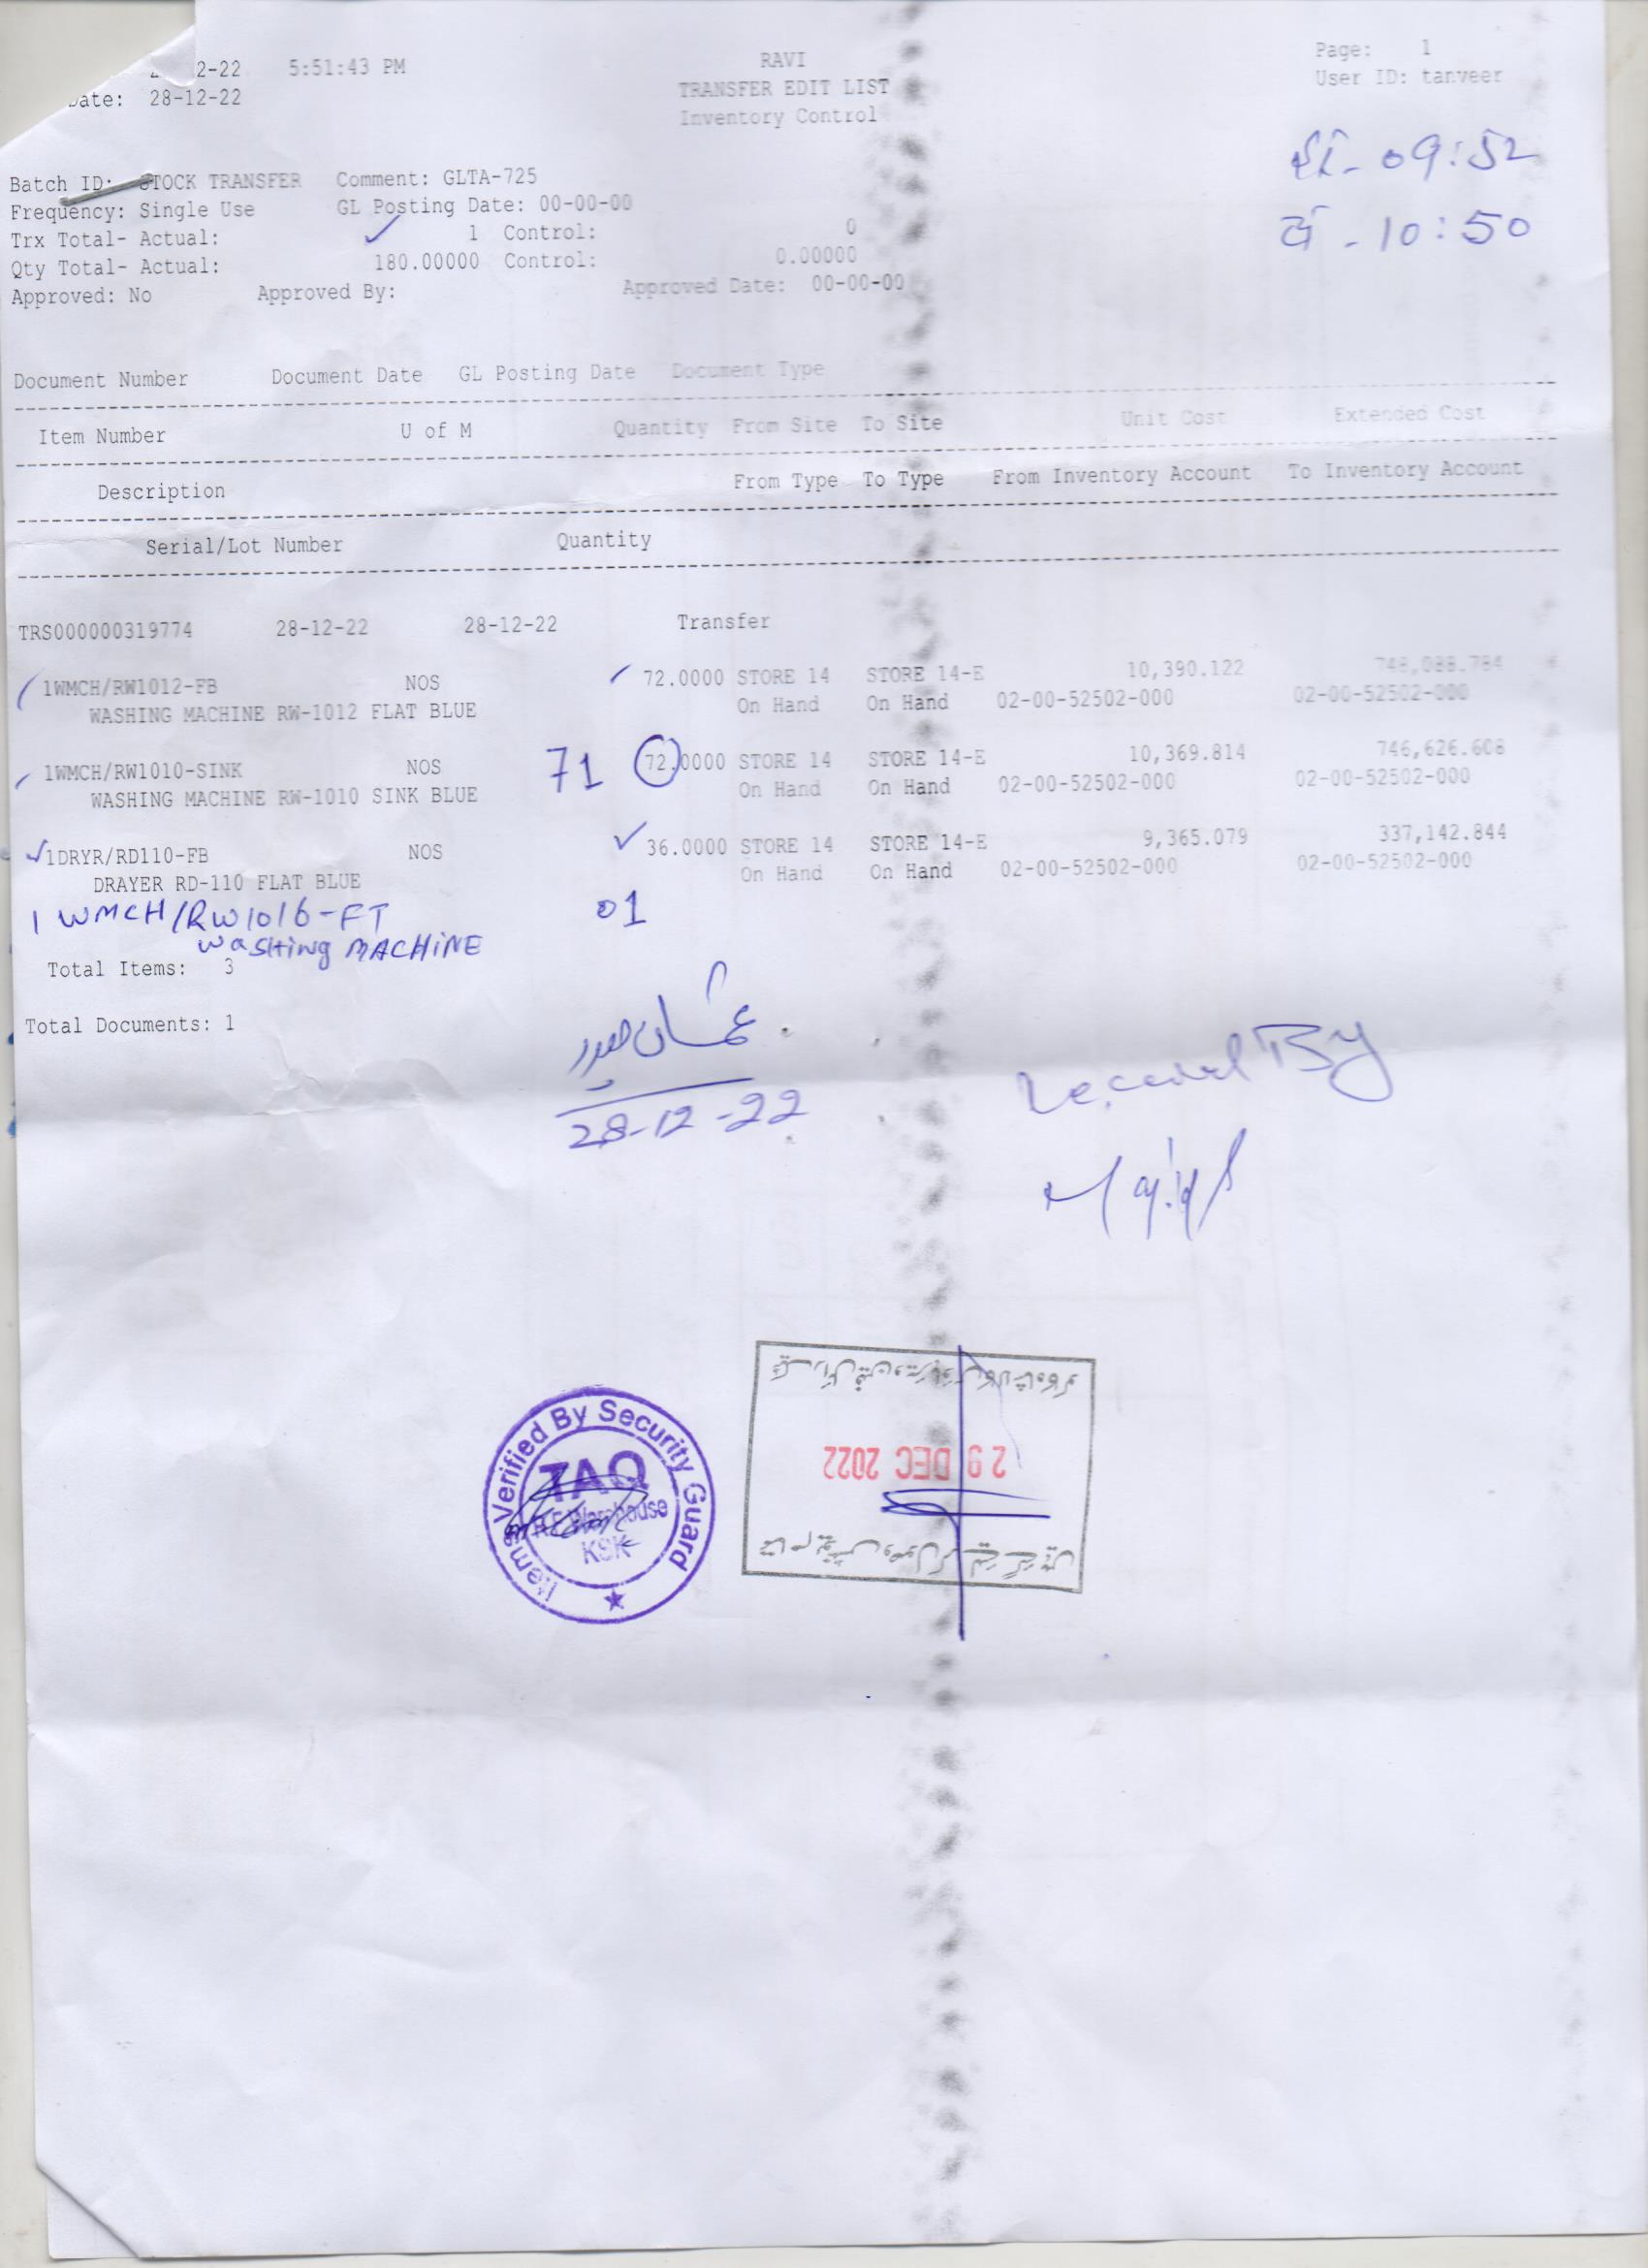 2-22 5:51:43 PM RAVI Page: 1
Date: 28-12-22 TRANSFER EDIT LIST User ID: tanveer
Inventory Control
09:52
Batch ID: STOCK TRANSFER Comment: GLTA-725
Frequency: Single Use GL Posting Date: 00-00-00
10:50
Trx Total- Actual: 1 Control: 0
Qty Total- Actual: 180.00000 Control: 0.00000
Approved: No Approved By: Approved Date: 00-00-00
Document Number Document Date GL Posting Date Document Type
Item Number U of M Quantity From Site To Site Unit Cost Extended Cost
Description From Type To Type From Inventory Account To Inventory Account
Serial/Lot Number Quantity
TRS000000319774 28-12-22 28-12-22 Transfer
1WMCH/RW1012-FB NOS 72.0000 STORE 14 STORE 14-E 10,390.122 748,088.784
WASHING MACHINE RW-1012 FLAT BLUE On Hand On Hand 02-00-52502-000 02-00-52502-000
1WMCH/RW1010-SINK NOS 71 72.0000 STORE 14 STORE 14-E 10,369.814 746,626.608
WASHING MACHINE RW-1010 SINK BLUE On Hand On Hand 02-00-52502-000 02-00-52502-000
1DRYR/RD110-FB NOS 36.0000 STORE 14 STORE 14-E 9,365.079 337,142.844
DRAYER RD-110 FLAT BLUE On Hand On Hand 02-00-52502-000 02-00-52502-000
1 WMCH/RW1016-FT 01
WasHing MACHiNE
Total Items: 3
Total Documents: 1
28-12-22
Received By
Majid
Items Verified By Security Guard
ZAQ
Warehouse
KSK
29 DEC 2022